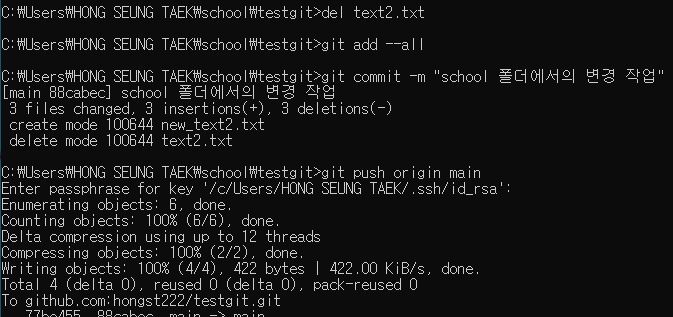 C:₩Users₩HONG SEUNG TAEK₩school₩testgit>del text2.txt
C:₩Users₩HONG SEUNG TAEK₩school₩testgit>git add --all
C:₩Users₩HONG SEUNG TAEK₩school₩testgit>git commit -m "school 폴더에서의 변경 작업"
[main 88cabec] school 폴더에서의 변경 작업
3 files changed, 3 insertions(+), 3 deletions(-)
create mode 100644 new_text2.txt
delete mode 100644 text2.txt
C:₩Users₩HONG SEUNG TAEK₩school₩testgit>git push origin main
Enter passphrase for key '/c/Users/HONG SEUNG TAEK/.ssh/id_rsa':
Enumerating objects: 6, done.
Counting objects: 100% (6/6), done.
Delta compression using up to 12 threads
Compressing objects: 100% (2/2), done.
Writing objects: 100% (4/4), 422 bytes | 422.00 KiB/s, done.
Total 4 (delta 0), reused 0 (delta 0), pack-reused 0
To github.com:hongst222/testgit.git
77be455..88cabec main -> main